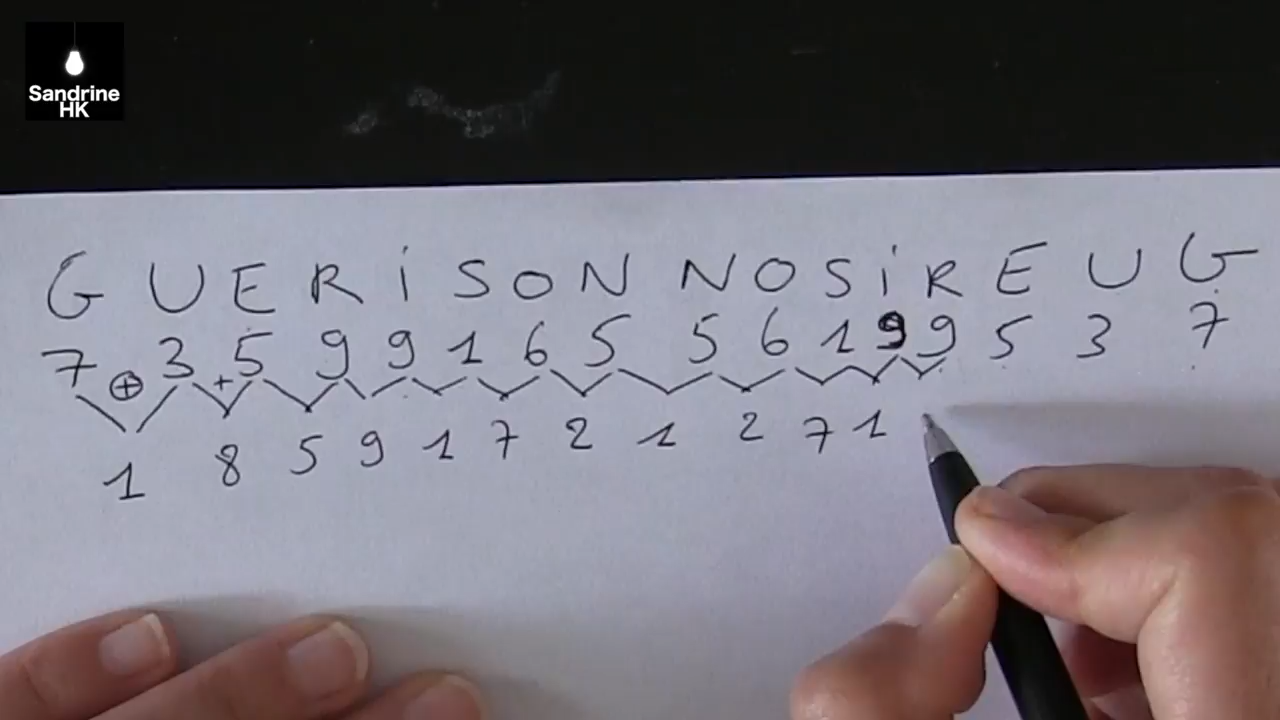 Sandrine
HK
G U E R i S O N N O S i R E U G
7 3 5 9 9 1 6 5 5 6 1 9 9 5 3 7
⊕ +
1 8 5 9 1 7 2 1 2 7 1